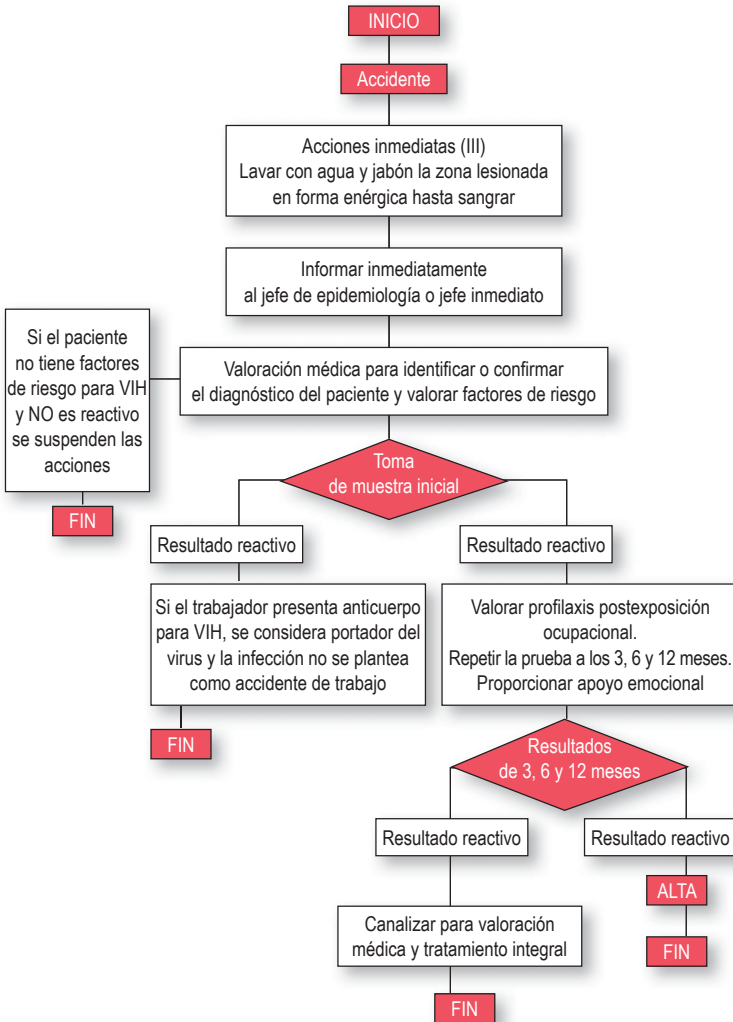 INICIO
Accidente
Acciones inmediatas (III)
Lavar con agua y jabón la zona lesionada
en forma enérgica hasta sangrar
Informar inmediatamente
al jefe de epidemiología o jefe inmediato
Si el paciente
no tiene factores
de riesgo para VIH
y NO es reactivo
se suspenden las
acciones
FIN
Valoración médica para identificar o confirmar
el diagnóstico del paciente y valorar factores de riesgo
Toma
de muestra inicial
Resultado reactivo
Si el trabajador presenta anticuerpo
para VIH, se considera portador del
virus y la infección no se plantea
como accidente de trabajo
FIN
Resultado reactivo
Valorar profilaxis postexposición
ocupacional.
Repetir la prueba a los 3, 6 y 12 meses.
Proporcionar apoyo emocional
Resultados
de 3, 6 y 12 meses
Resultado reactivo
Canalizar para valoración
médica y tratamiento integral
FIN
Resultado reactivo
ALTA
FIN